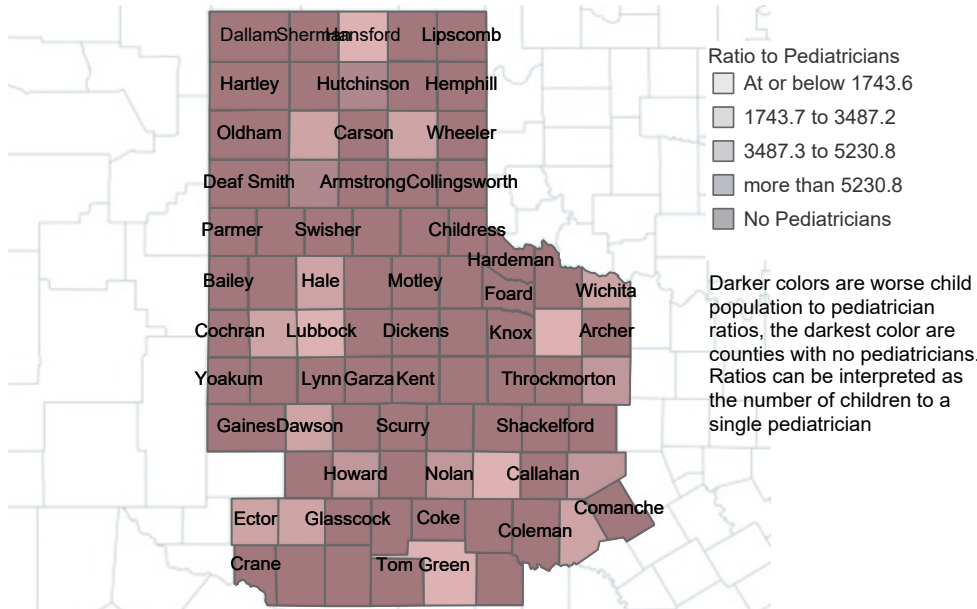 Dallam Sherman Hansford Lipscomb
Ratio to Pediatricians
At or below 1743.6
Hartley Hutchinson Hemphill
1743.7 to 3487.2
Oldham Carson Wheeler
3487.3 to 5230.8
Deaf Smith Armstrong Collingsworth
more than 5230.8
No Pediatricians
Parmer Swisher Childress
Hardeman
Bailey Hale Motley
Foard Wichita
Darker colors are worse child
population to pediatrician
ratios, the darkest color are
counties with no pediatricians.
Ratios can be interpreted as
the number of children to a
single pediatrician
Cochran Lubbock Dickens Knox Archer
Yoakum Lynn Garza Kent Throckmorton
Gaines Dawson Scurry Shackelford
Howard Nolan Callahan
Comanche
Ector Glasscock Coke Coleman
Crane Tom Green